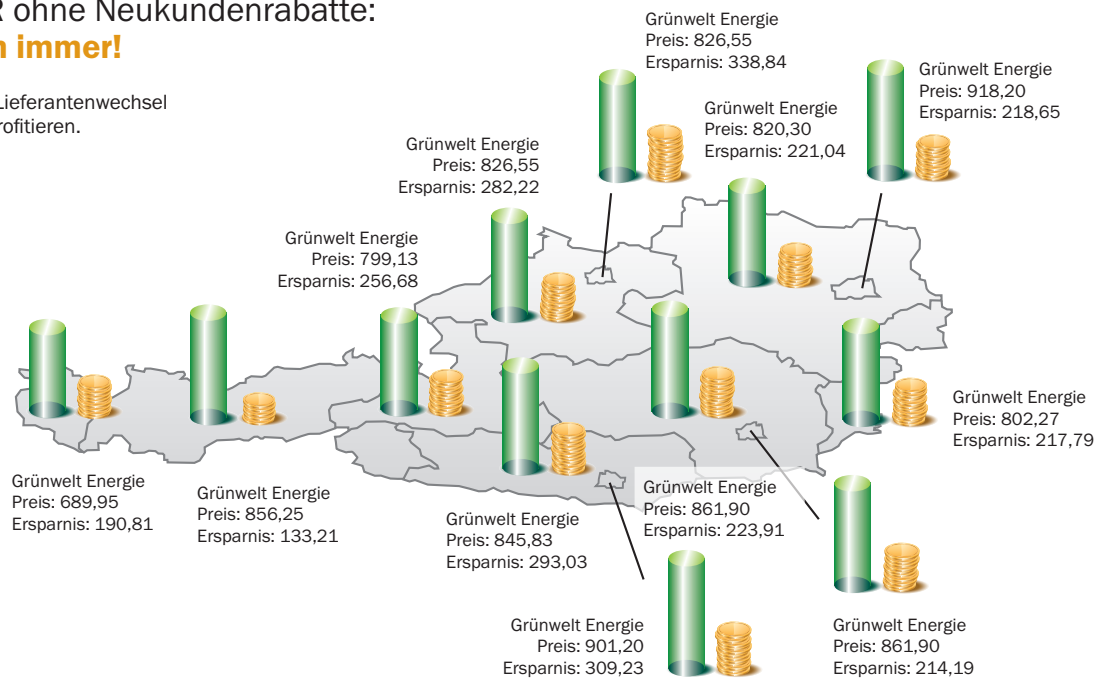 R ohne Neukundenrabatte:
n immer!
Lieferantenwechsel
rofitieren.
Grünwelt Energie
Preis: 826,55
Ersparnis: 338,84
Grünwelt Energie
Preis: 918,20
Ersparnis: 218,65
Grünwelt Energie
Preis: 820,30
Ersparnis: 221,04
Grünwelt Energie
Preis: 826,55
Ersparnis: 282,22
Grünwelt Energie
Preis: 799,13
Ersparnis: 256,68
Grünwelt Energie
Preis: 802,27
Ersparnis: 217,79
Grünwelt Energie
Preis: 689,95
Ersparnis: 190,81
Grünwelt Energie
Preis: 856,25
Ersparnis: 133,21
Grünwelt Energie
Preis: 845,83
Ersparnis: 293,03
Grünwelt Energie
Preis: 861,90
Ersparnis: 223,91
Grünwelt Energie
Preis: 901,20
Ersparnis: 309,23
Grünwelt Energie
Preis: 861,90
Ersparnis: 214,19